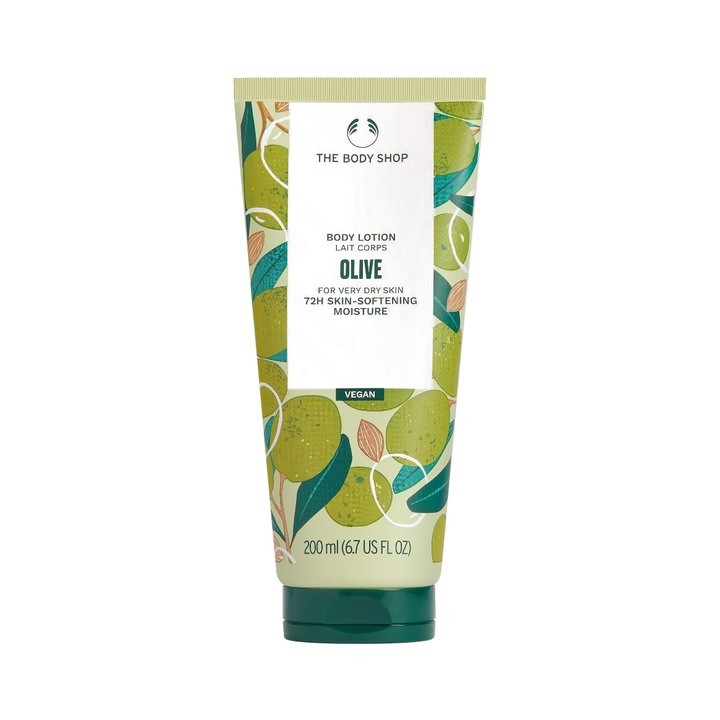 THE BODY SHOP
BODY LOTION
LAIT CORPS
OLIVE
FOR VERY DRY SKIN
72H SKIN-SOFTENING
MOISTURE
VEGAN
200 ml (6.7 US FL OZ)